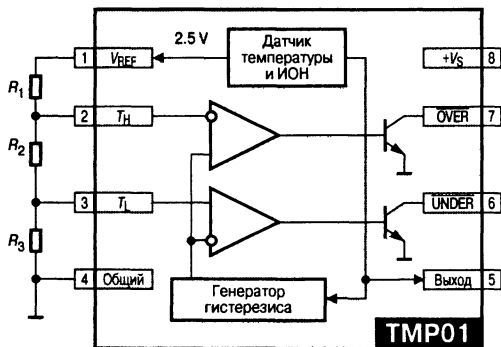 2.5 V
Датчик
температуры
и ИОН
1 VREF
+VS 8
R1
2 TH
OVER 7
R2
3 TL
UNDER 6
R3
4 Общий
Генератор
гистерезиса
Выход 5
TMP01